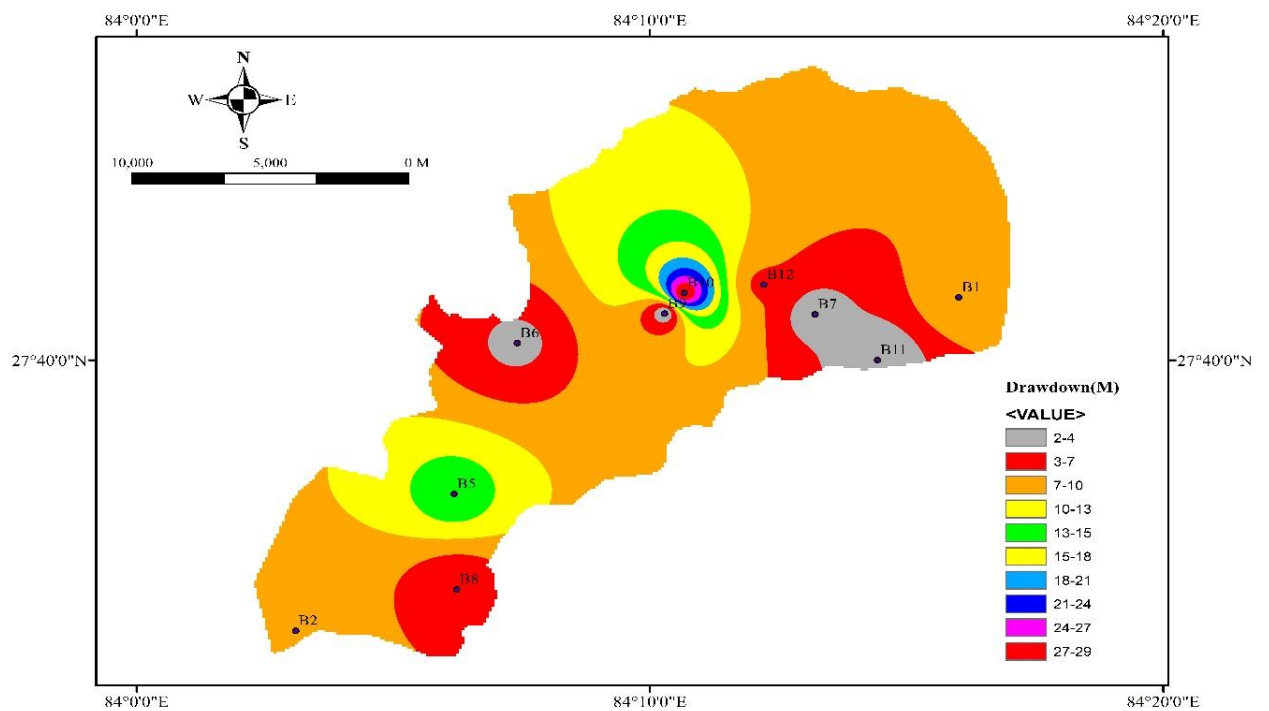 84°0'0"E 84°10'0"E 84°20'0"E
N
W E
S
10,000 5,000 0 M
B12
B10
B1
B9
B7
B6
27°40'0"N 27°40'0"N
B11
Drawdown(M)
<VALUE>
2-4
3-7
7-10
10-13
B5
13-15
15-18
18-21
B8
21-24
24-27
B2
27-29
84°0'0"E 84°10'0"E 84°20'0"E